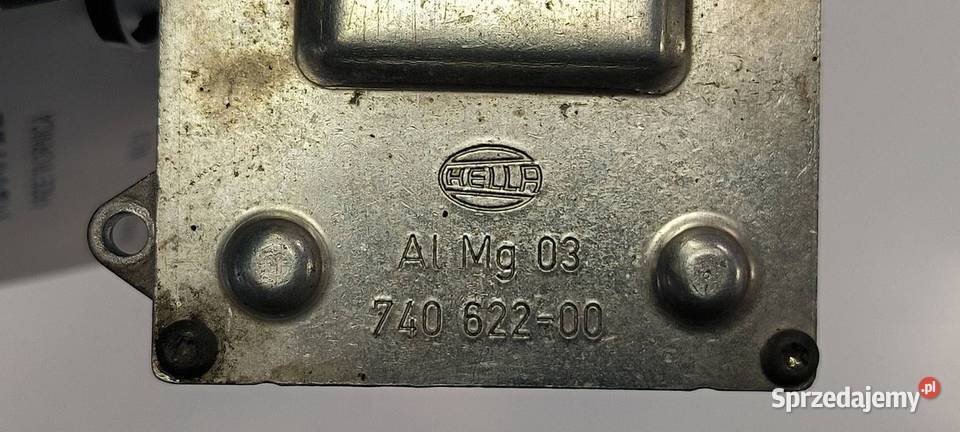 HELLA
Al Mg 03
740 622-00
Sprzedajemy.pl